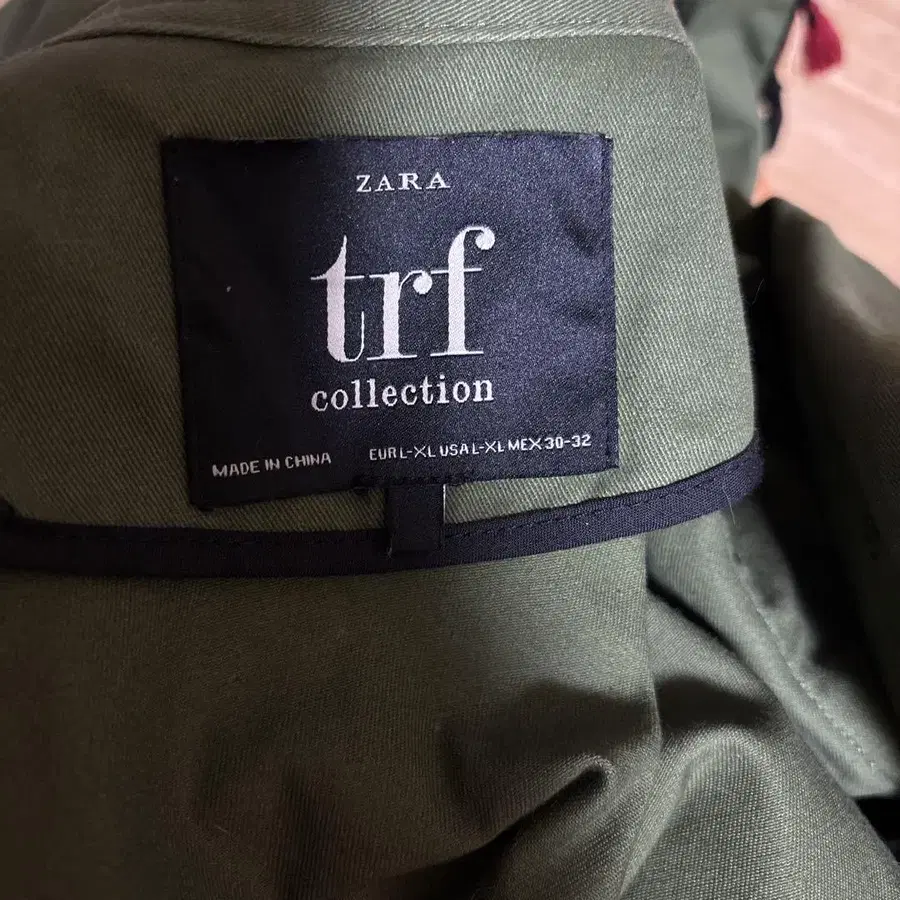 ZARA
trf
collection
MADE IN CHINA
EUR L-XL USA L-XL MEX 30-32